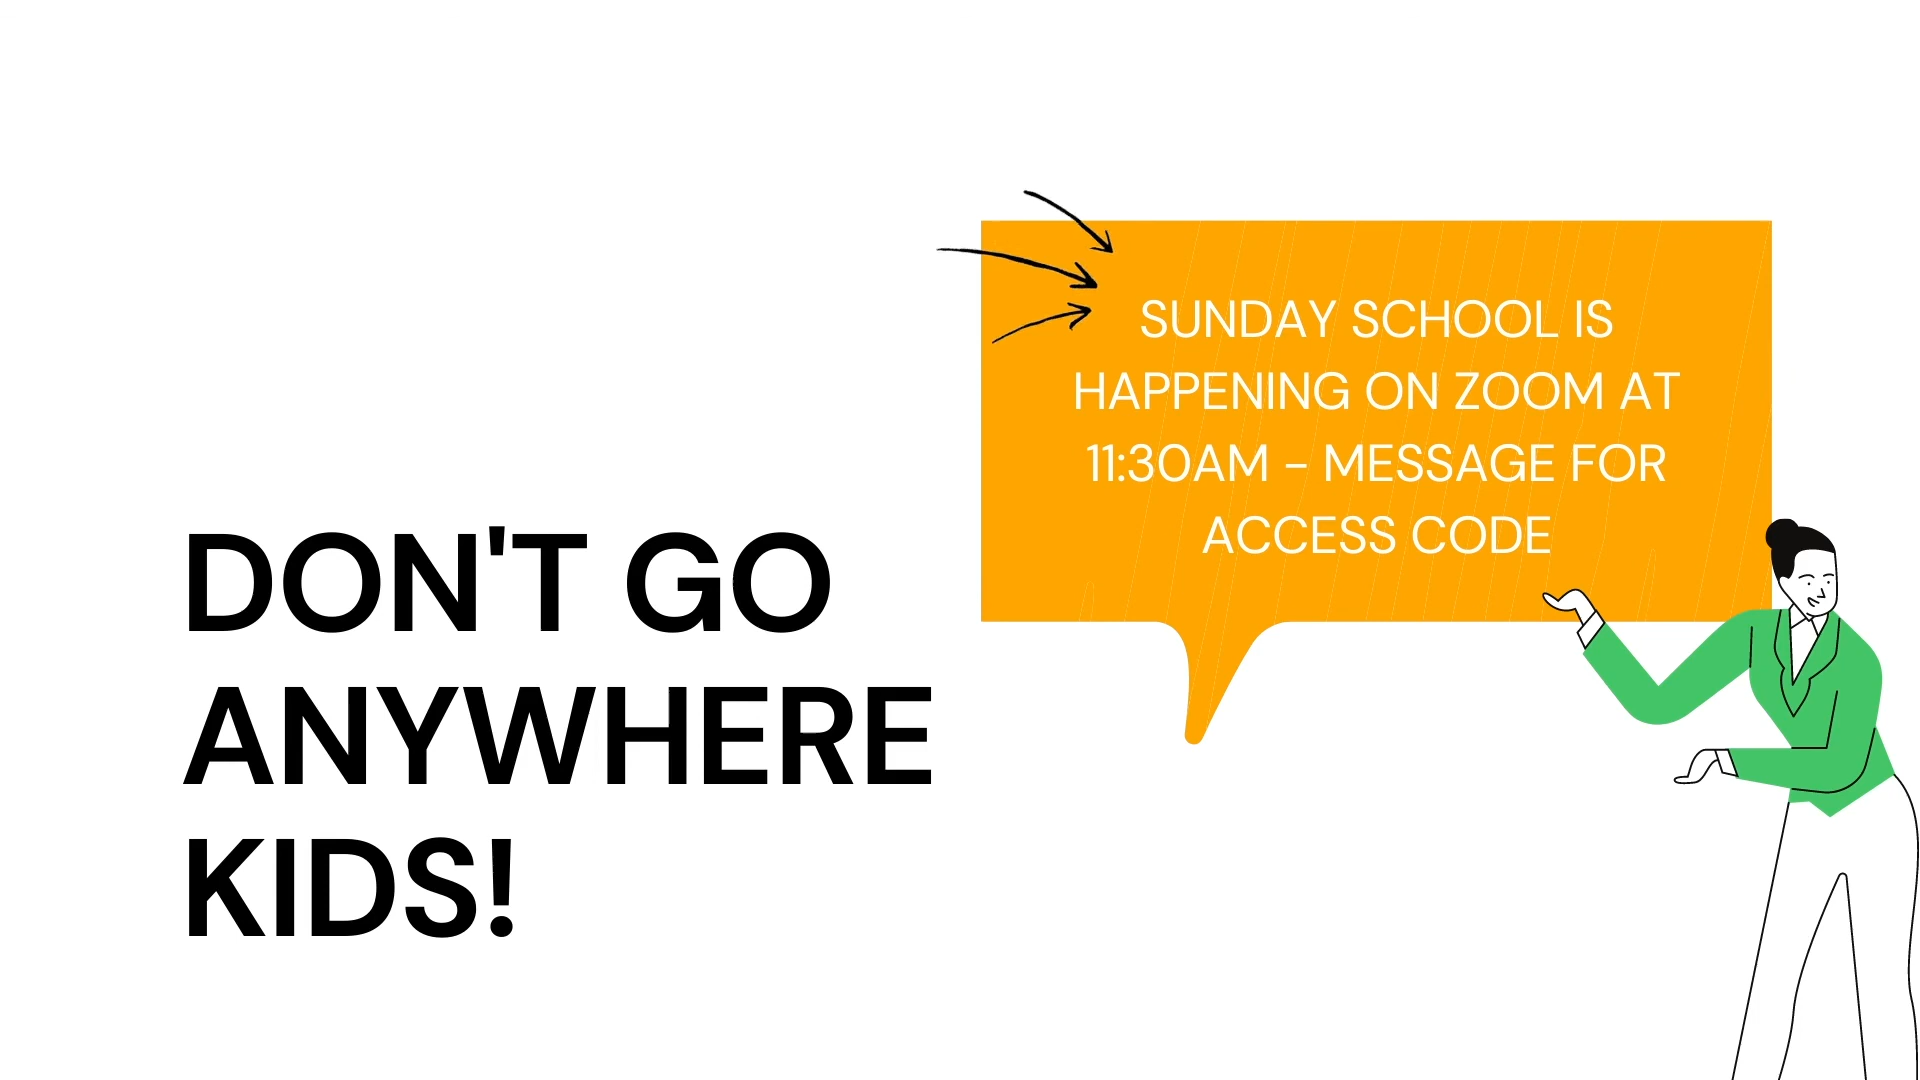 DON'T GO
ANYWHERE
KIDS!
SUNDAY SCHOOL IS
HAPPENING ON ZOOM AT
11:30AM - MESSAGE FOR
ACCESS CODE